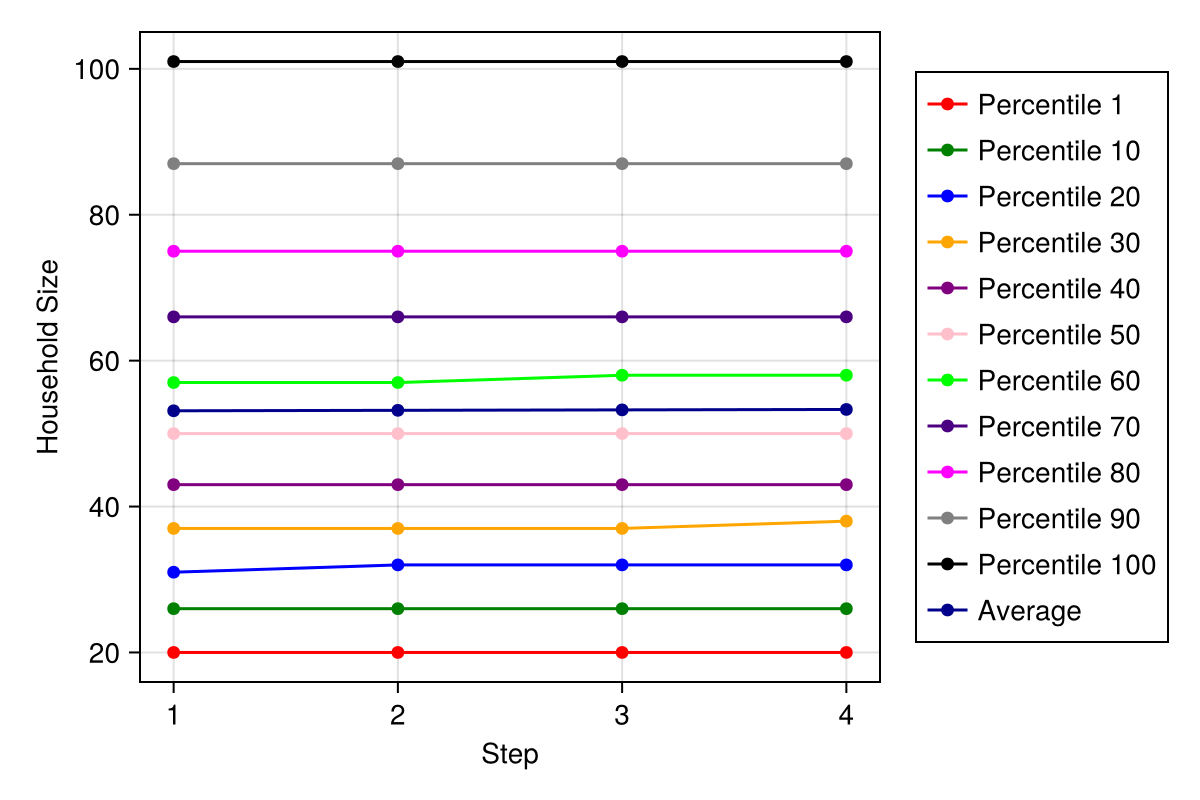 100
80
60
40
20
Household Size
1 2 3 4
Step
Percentile 1
Percentile 10
Percentile 20
Percentile 30
Percentile 40
Percentile 50
Percentile 60
Percentile 70
Percentile 80
Percentile 90
Percentile 100
Average